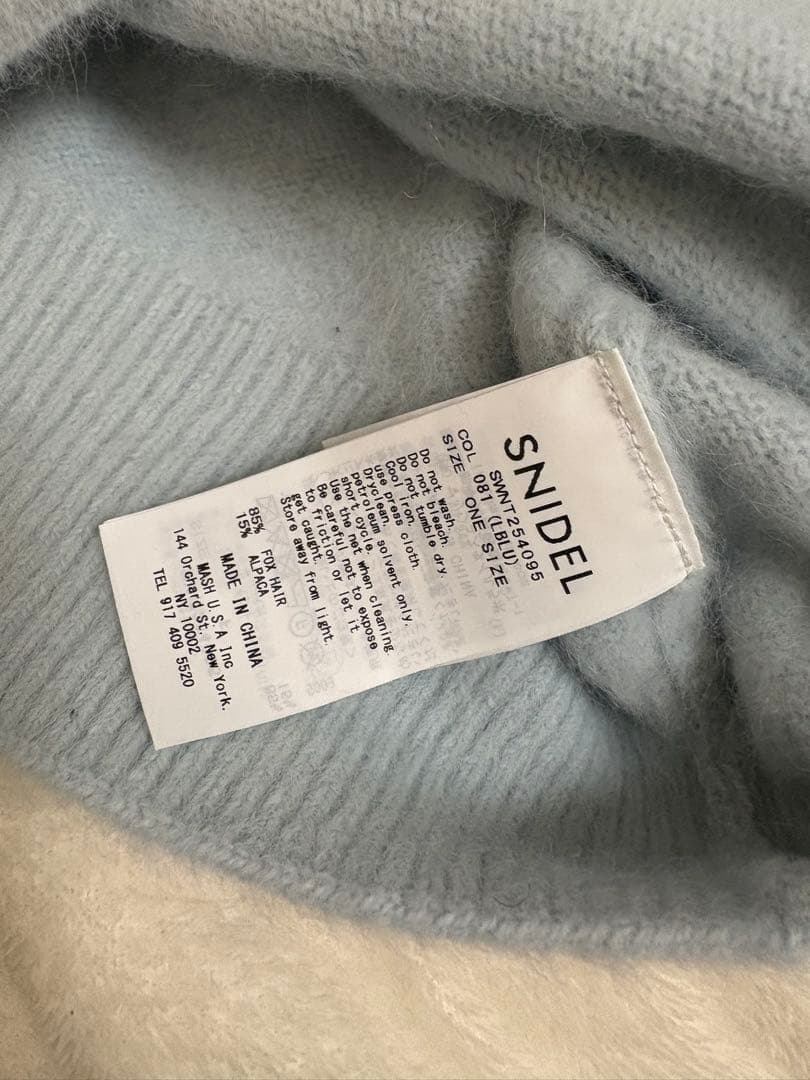 SNIDEL
SWNT254095
COL 081 (LBLU)
SIZE ONE SIZE
Do not wash.
Do not bleach.
Do not tumble dry.
Cool iron,
use press cloth.
Dryclean,
petroleum solvent only.
short cycle.
Use the net when cleaning.
Be careful not to expose
to friction or let it
get caught.
Store away from light.
85% FOX HAIR
15% ALPACA
MADE IN CHINA
MASH U.S.A Inc
144 Orchard St. New York.
NY 10002
TEL 917 409 5520